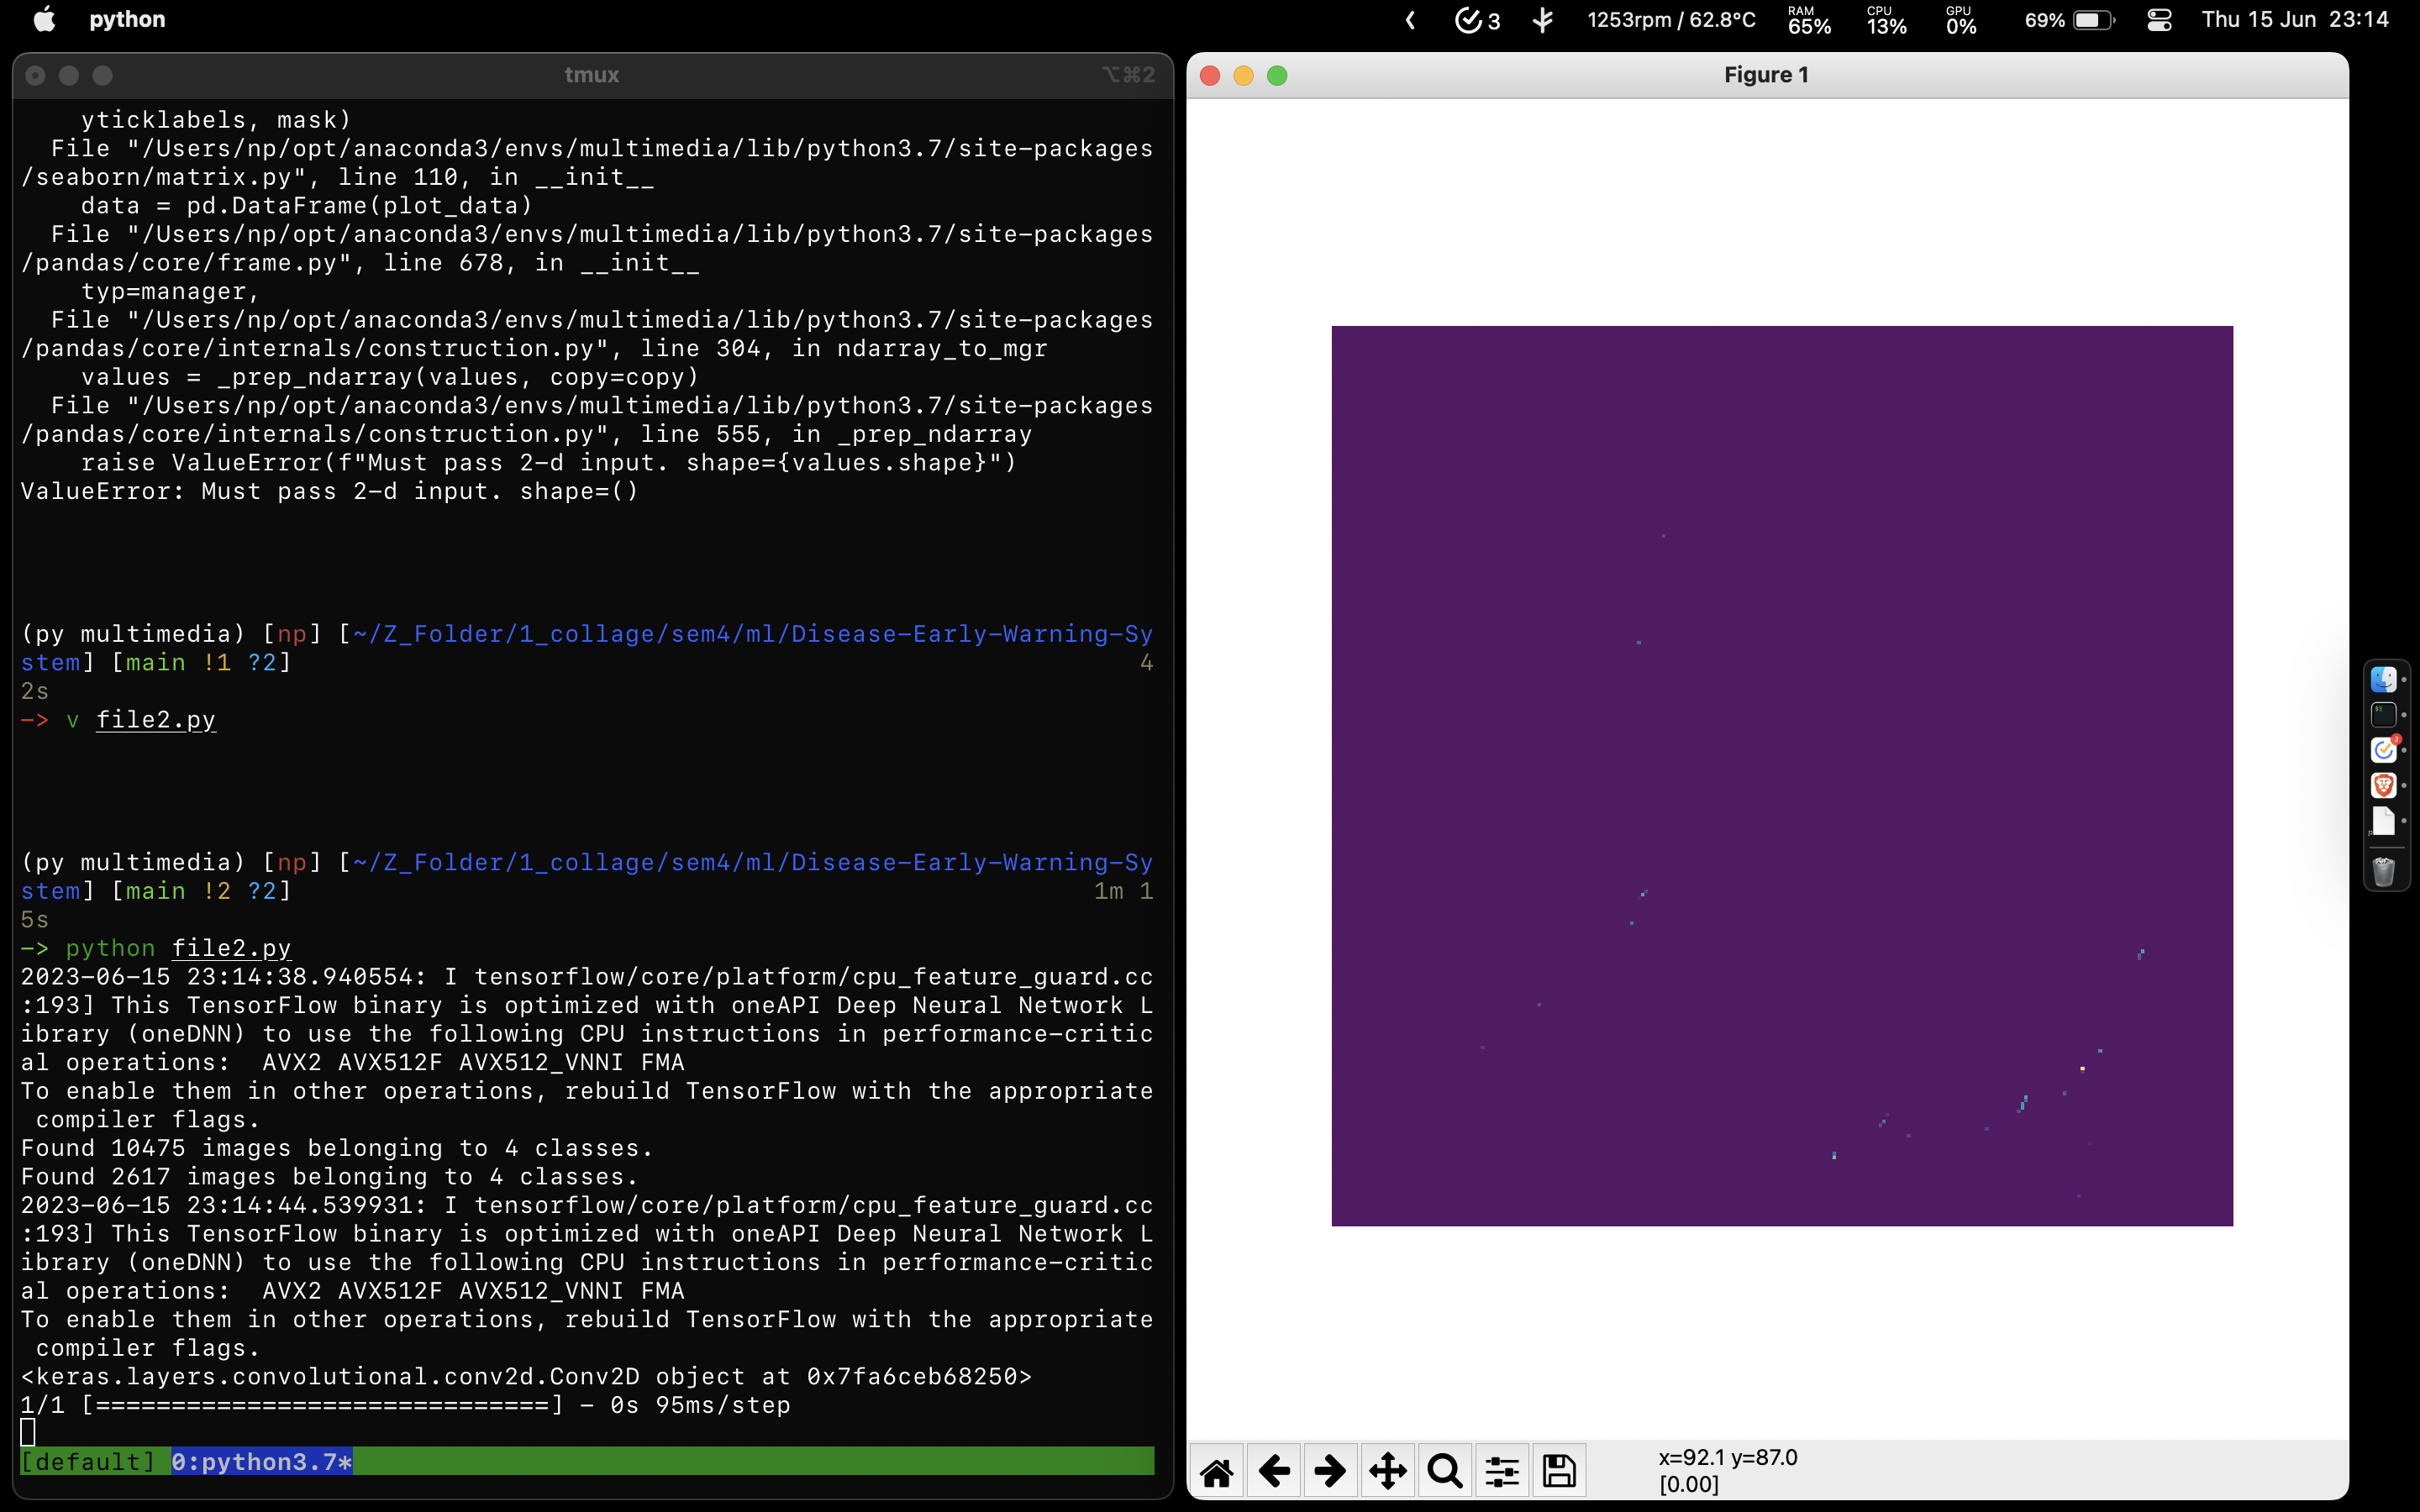 python
3
1253rpm / 62.8°C
RAM
65%
CPU
13%
GPU
0%
69%
Thu 15 Jun 23:14
tmux
⌥⌘2
    yticklabels, mask)
  File "/Users/np/opt/anaconda3/envs/multimedia/lib/python3.7/site-packages
/seaborn/matrix.py", line 110, in __init__
    data = pd.DataFrame(plot_data)
  File "/Users/np/opt/anaconda3/envs/multimedia/lib/python3.7/site-packages
/pandas/core/frame.py", line 678, in __init__
    typ=manager,
  File "/Users/np/opt/anaconda3/envs/multimedia/lib/python3.7/site-packages
/pandas/core/internals/construction.py", line 304, in ndarray_to_mgr
    values = _prep_ndarray(values, copy=copy)
  File "/Users/np/opt/anaconda3/envs/multimedia/lib/python3.7/site-packages
/pandas/core/internals/construction.py", line 555, in _prep_ndarray
    raise ValueError(f"Must pass 2-d input. shape={values.shape}")
ValueError: Must pass 2-d input. shape=()
(py multimedia) [np] [~/Z_Folder/1_collage/sem4/ml/Disease-Early-Warning-Sy
stem] [main !1 ?2] 4
2s
-> v file2.py
(py multimedia) [np] [~/Z_Folder/1_collage/sem4/ml/Disease-Early-Warning-Sy
stem] [main !2 ?2] 1m 1
5s
-> python file2.py
2023-06-15 23:14:38.940554: I tensorflow/core/platform/cpu_feature_guard.cc
:193] This TensorFlow binary is optimized with oneAPI Deep Neural Network L
ibrary (oneDNN) to use the following CPU instructions in performance-critic
al operations:  AVX2 AVX512F AVX512_VNNI FMA
To enable them in other operations, rebuild TensorFlow with the appropriate
 compiler flags.
Found 10475 images belonging to 4 classes.
Found 2617 images belonging to 4 classes.
2023-06-15 23:14:44.539931: I tensorflow/core/platform/cpu_feature_guard.cc
:193] This TensorFlow binary is optimized with oneAPI Deep Neural Network L
ibrary (oneDNN) to use the following CPU instructions in performance-critic
al operations:  AVX2 AVX512F AVX512_VNNI FMA
To enable them in other operations, rebuild TensorFlow with the appropriate
 compiler flags.
<keras.layers.convolutional.conv2d.Conv2D object at 0x7fa6ceb68250>
1/1 [==============================] - 0s 95ms/step
[default] 0:python3.7*
Figure 1
x=92.1 y=87.0
[0.00]